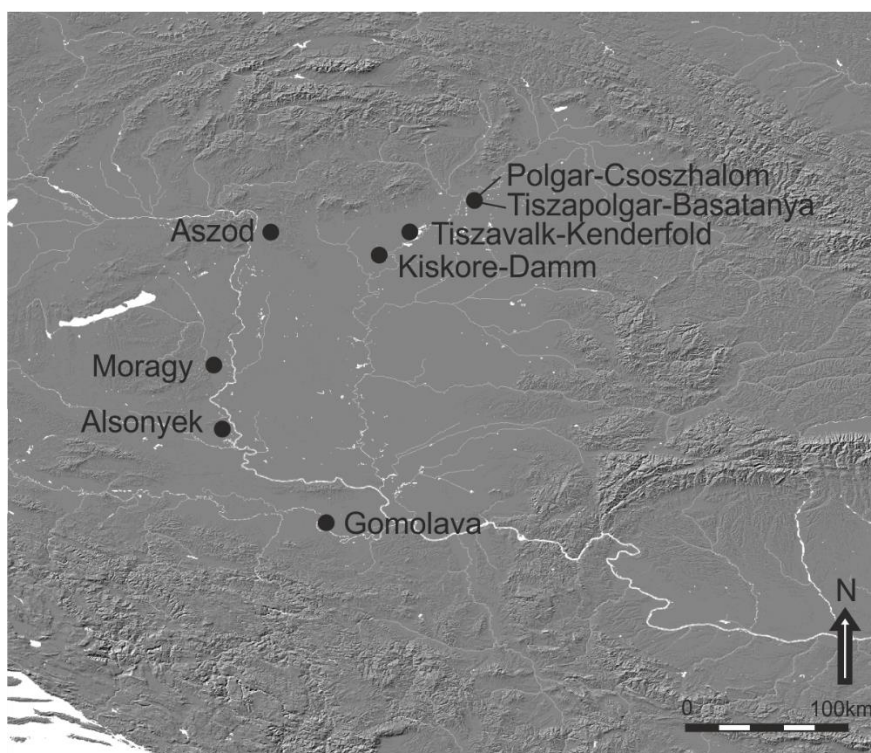 Polgar-Csoszhalom
Tiszapolgar-Basatanya
Aszod
Tiszavalk-Kenderfold
Kiskore-Damm
Moragy
Alsonyek
Gomolava
N
0 100km